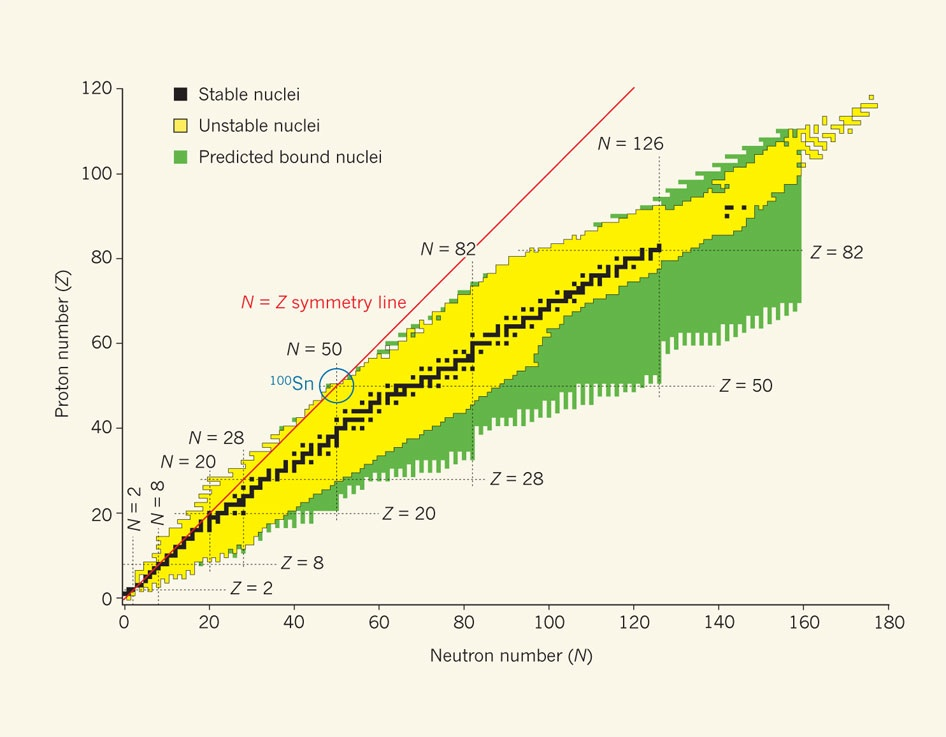 120
100
80
60
40
20
0
Proton number (Z)
Stable nuclei
Unstable nuclei
Predicted bound nuclei
N = 126
N = 82
Z = 82
N = Z symmetry line
N = 50
¹⁰⁰Sn
Z = 50
N = 28
N = 20
Z = 28
N = 2
N = 8
Z = 20
Z = 8
Z = 2
0
20
40
60
80
100
120
140
160
180
Neutron number (N)